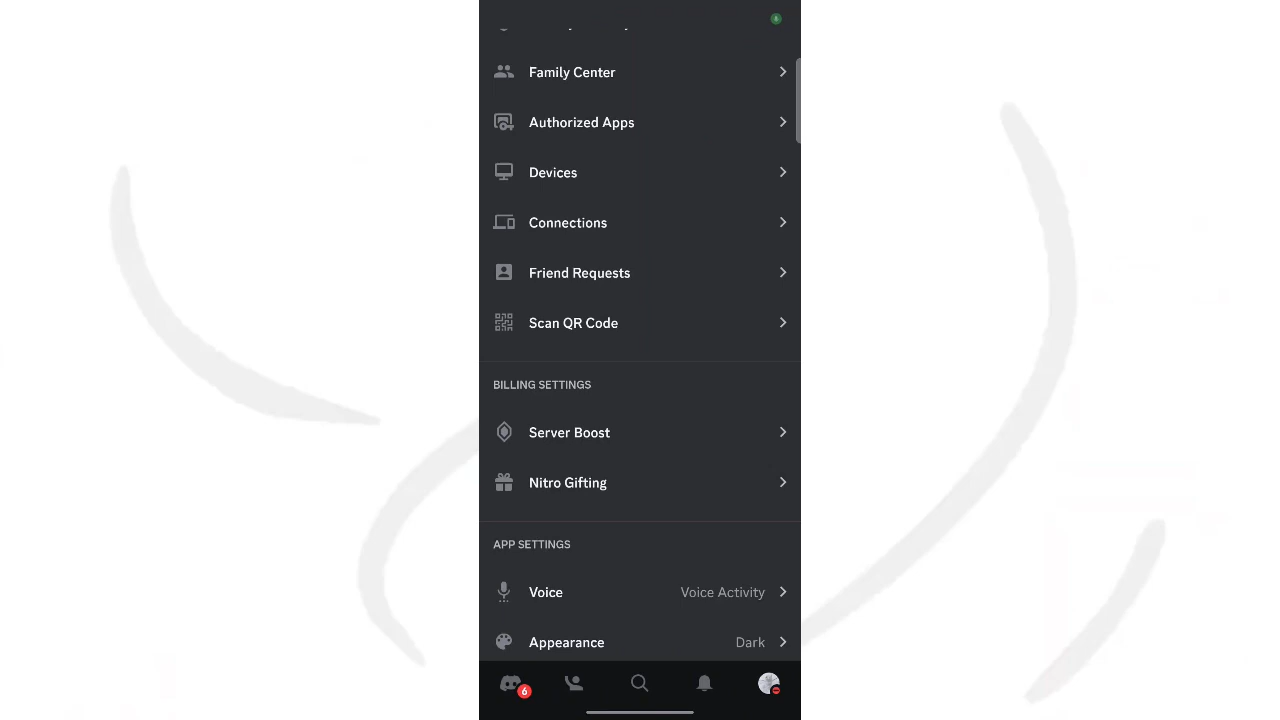 Family Center
Authorized Apps
Devices
Connections
Friend Requests
Scan QR Code
BILLING SETTINGS
Server Boost
Nitro Gifting
APP SETTINGS
Voice Voice Activity
Appearance Dark
6